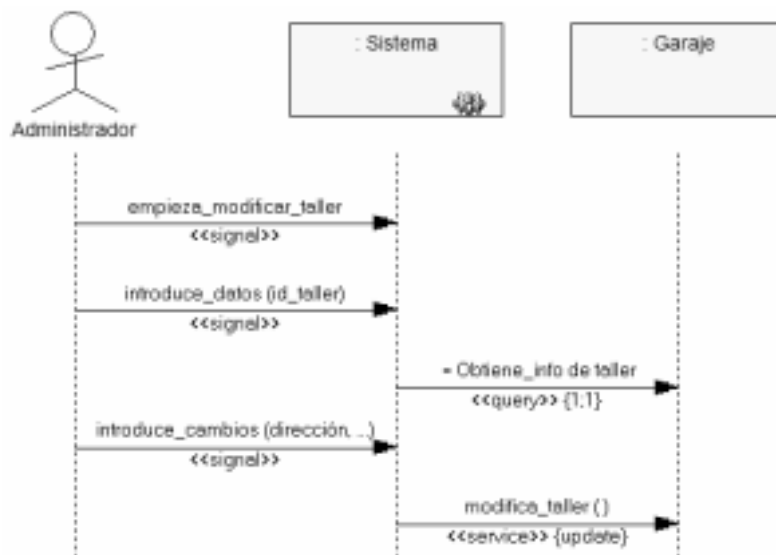 : Sistema
: Garaje
Administrador
empieza_modificar_taller
<<signal>>
introduce_datos (id_taller)
<<signal>>
= Obtiene_info de taller
<<query>> {1:1}
introduce_cambios (dirección, ...)
<<signal>>
modifica_taller ( )
<<service>> {update}